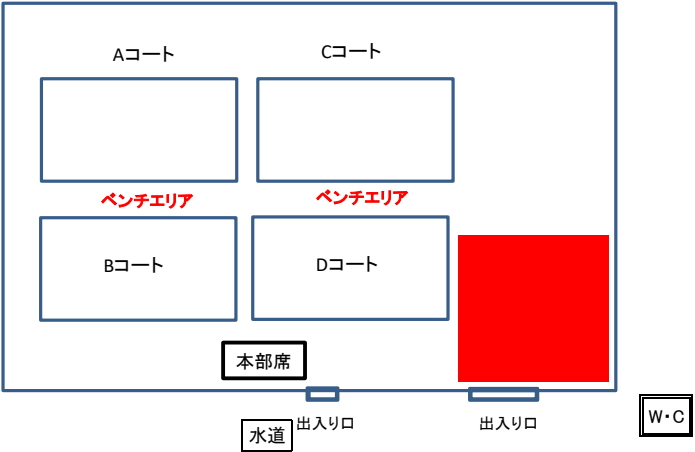 Aコート
Cコート
ベンチエリア
ベンチエリア
Bコート
Dコート
本部席
出入り口
出入り口
水道
W・C